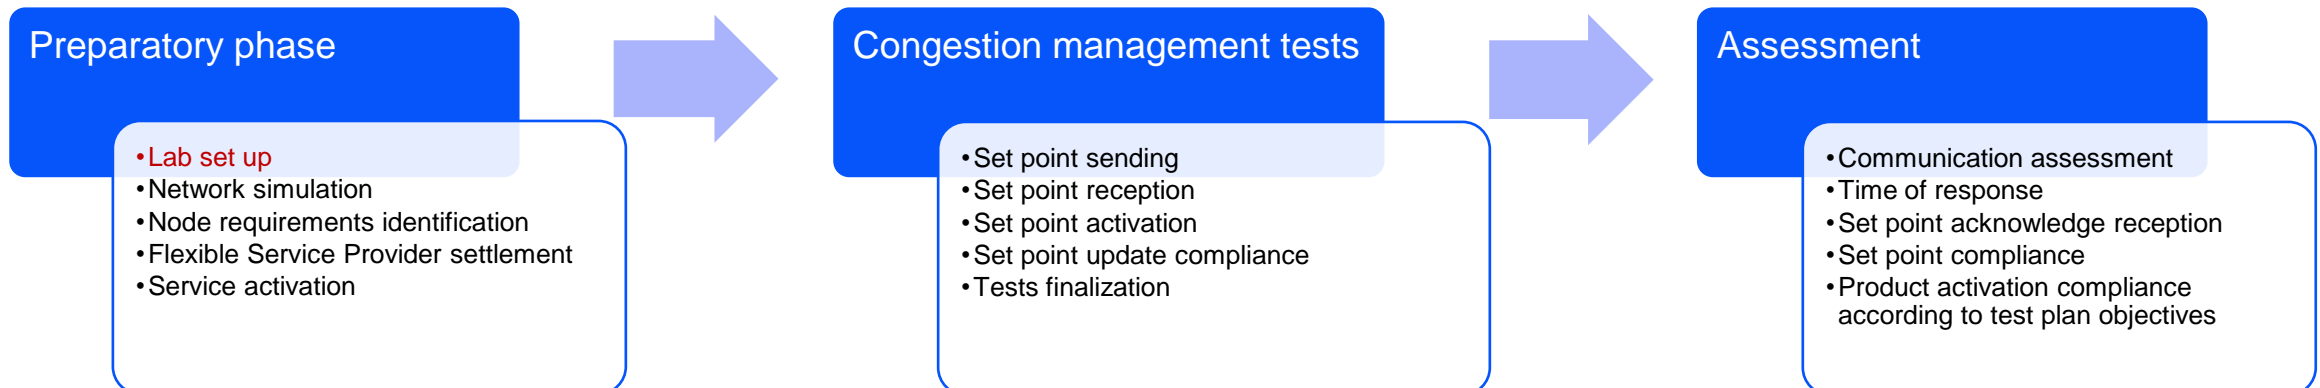 Preparatory phase
•Lab set up
•Network simulation
•Node requirements identification
•Flexible Service Provider settlement
•Service activation
Congestion management tests
•Set point sending
•Set point reception
•Set point activation
•Set point update compliance
•Tests finalization
Assessment
•Communication assessment
•Time of response
•Set point acknowledge reception
•Set point compliance
•Product activation compliance
according to test plan objectives